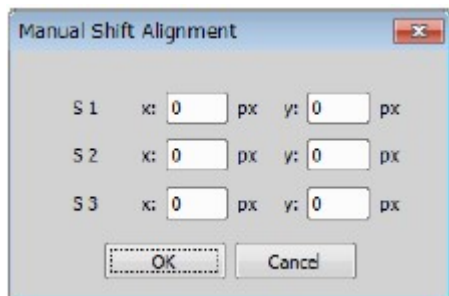 Manual Shift Alignment
S 1 x: 0 px y: 0 px
S 2 x: 0 px y: 0 px
S 3 x: 0 px y: 0 px
OK Cancel